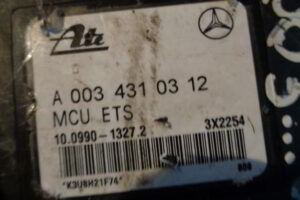 Ate
A 003 431 03 12
MCU ETS
10.0990-1327.2 3X2254
"K3U8H21F74"